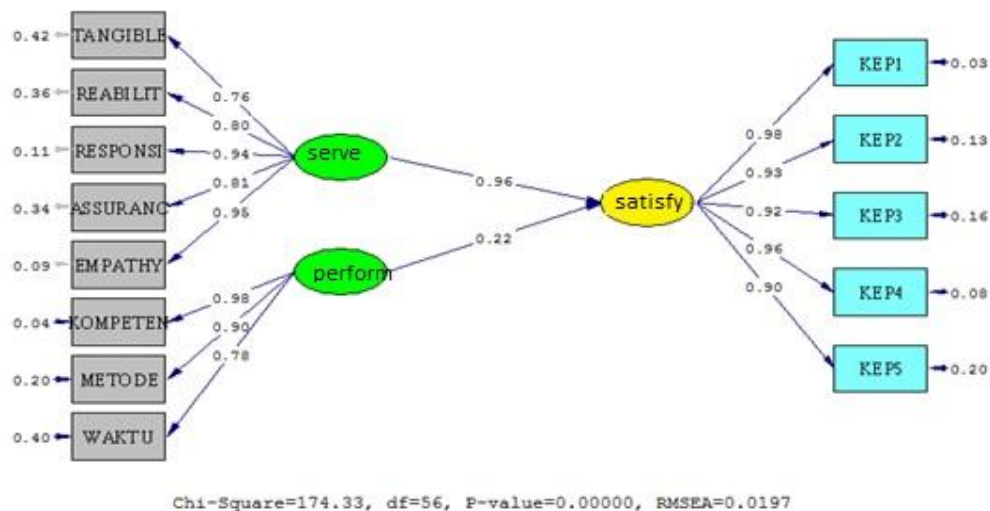 0.42 TANGIBLE
0.36 REABILIT
0.11 RESPONSI
0.34 ASSURANC
0.09 EMPATHY
0.04 KOMPETEN
0.20 METODE
0.40 WAKTU
0.76
0.80
0.94
0.81
0.95
0.98
0.90
0.78
serve
perform
0.96
0.22
satisfy
0.98
0.93
0.92
0.96
0.90
KEP1 0.03
KEP2 0.13
KEP3 0.16
KEP4 0.08
KEP5 0.20
Chi-Square=174.33, df=56, P-value=0.00000, RMSEA=0.0197